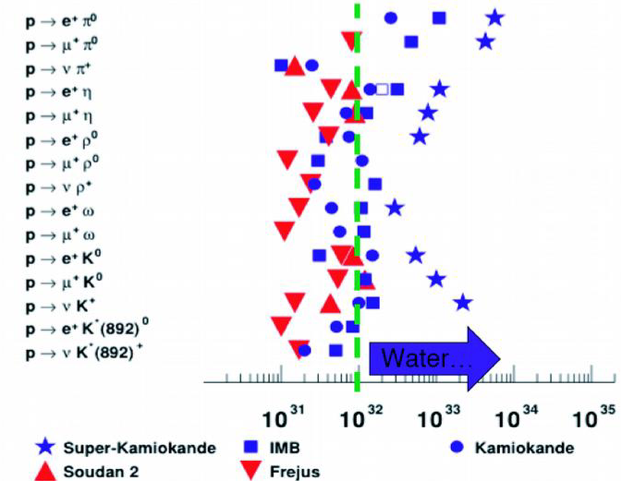 p → e⁺ π⁰
p → μ⁺ π⁰
p → ν π⁺
p → e⁺ η
p → μ⁺ η
p → e⁺ ρ⁰
p → μ⁺ ρ⁰
p → ν ρ⁺
p → e⁺ ω
p → μ⁺ ω
p → e⁺ K⁰
p → μ⁺ K⁰
p → ν K⁺
p → e⁺ K*(892)⁰
p → ν K*(892)⁺
Water...
10³¹ 10³² 10³³ 10³⁴ 10³⁵
Super-Kamiokande IMB Kamiokande
Soudan 2 Frejus